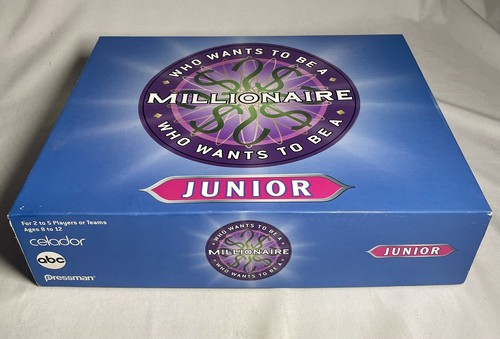 WHO WANTS TO BE A
MILLIONAIRE
WHO WANTS TO BE A
JUNIOR
For 2 to 5 Players or Teams
Ages 8 to 12
celador
abc
Pressman
WHO WANTS TO BE A
MILLIONAIRE
WHO WANTS TO BE A
JUNIOR